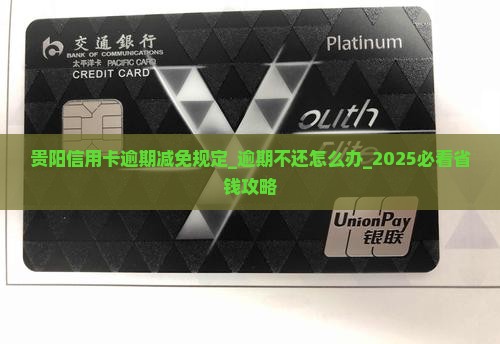 交通銀行
BANK OF COMMUNICATIONS
太平洋卡 PACIFIC CARD
CREDIT CARD
Platinum
outh
Elite
贵阳信用卡逾期减免规定_逾期不还怎么办_2025必看省
钱攻略
UnionPay
银联